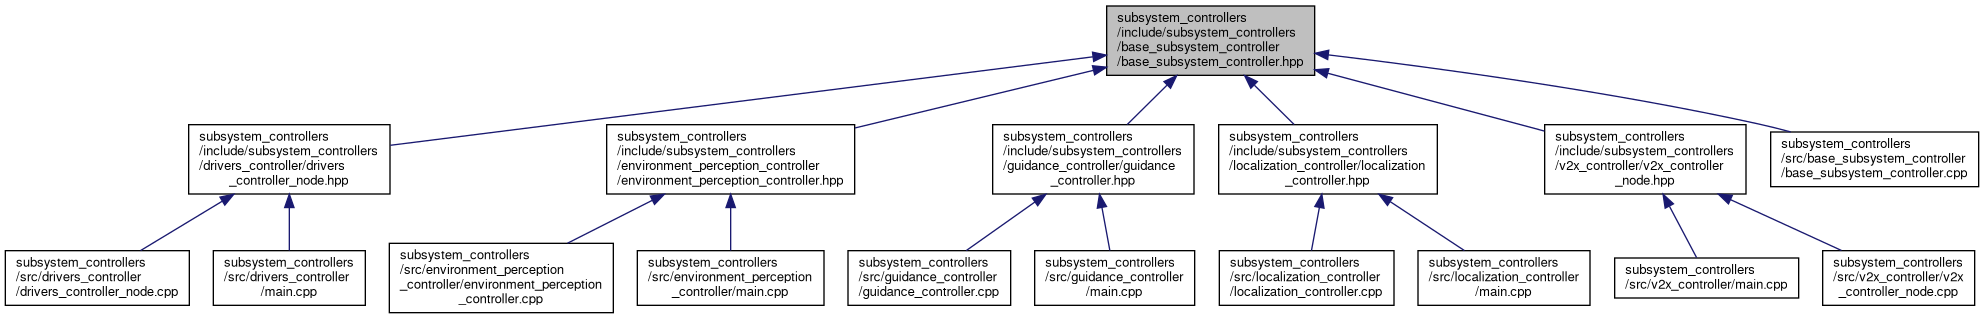 subsystem_controllers
/include/subsystem_controllers
/base_subsystem_controller
/base_subsystem_controller.hpp
subsystem_controllers
/include/subsystem_controllers
/drivers_controller/drivers
_controller_node.hpp
subsystem_controllers
/include/subsystem_controllers
/environment_perception_controller
/environment_perception_controller.hpp
subsystem_controllers
/include/subsystem_controllers
/guidance_controller/guidance
_controller.hpp
subsystem_controllers
/include/subsystem_controllers
/localization_controller/localization
_controller.hpp
subsystem_controllers
/include/subsystem_controllers
/v2x_controller/v2x_controller
_node.hpp
subsystem_controllers
/src/base_subsystem_controller
/base_subsystem_controller.cpp
subsystem_controllers
/src/drivers_controller
/drivers_controller_node.cpp
subsystem_controllers
/src/drivers_controller
/main.cpp
subsystem_controllers
/src/environment_perception
_controller/environment_perception
_controller.cpp
subsystem_controllers
/src/environment_perception
_controller/main.cpp
subsystem_controllers
/src/guidance_controller
/guidance_controller.cpp
subsystem_controllers
/src/guidance_controller
/main.cpp
subsystem_controllers
/src/localization_controller
/localization_controller.cpp
subsystem_controllers
/src/localization_controller
/main.cpp
subsystem_controllers
/src/v2x_controller/main.cpp
subsystem_controllers
/src/v2x_controller/v2x
_controller_node.cpp